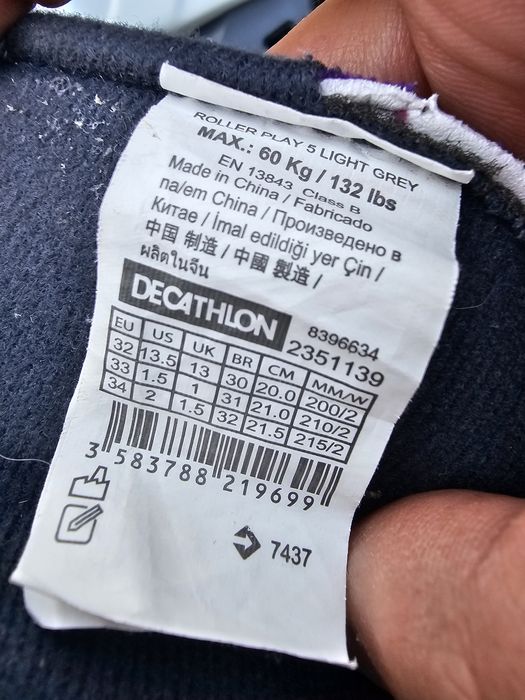 ROLLER PLAY 5 LIGHT GREY
MAX.: 60 Kg / 132 lbs
EN 13843 Class B
Made in China / Fabricado
na/em China / Произведено в
Китае / İmal edildiği yer Çin /
中国 制造 / 中國 製造 /
ผลิตในจีน
DECATHLON
8396634
2351139
EU US UK BR CM MM/W
32 13.5 13 30 20.0 200/2
33 1.5 1 31 21.0 210/2
34 2 1.5 32 21.5 215/2
3 583788 219699
7437